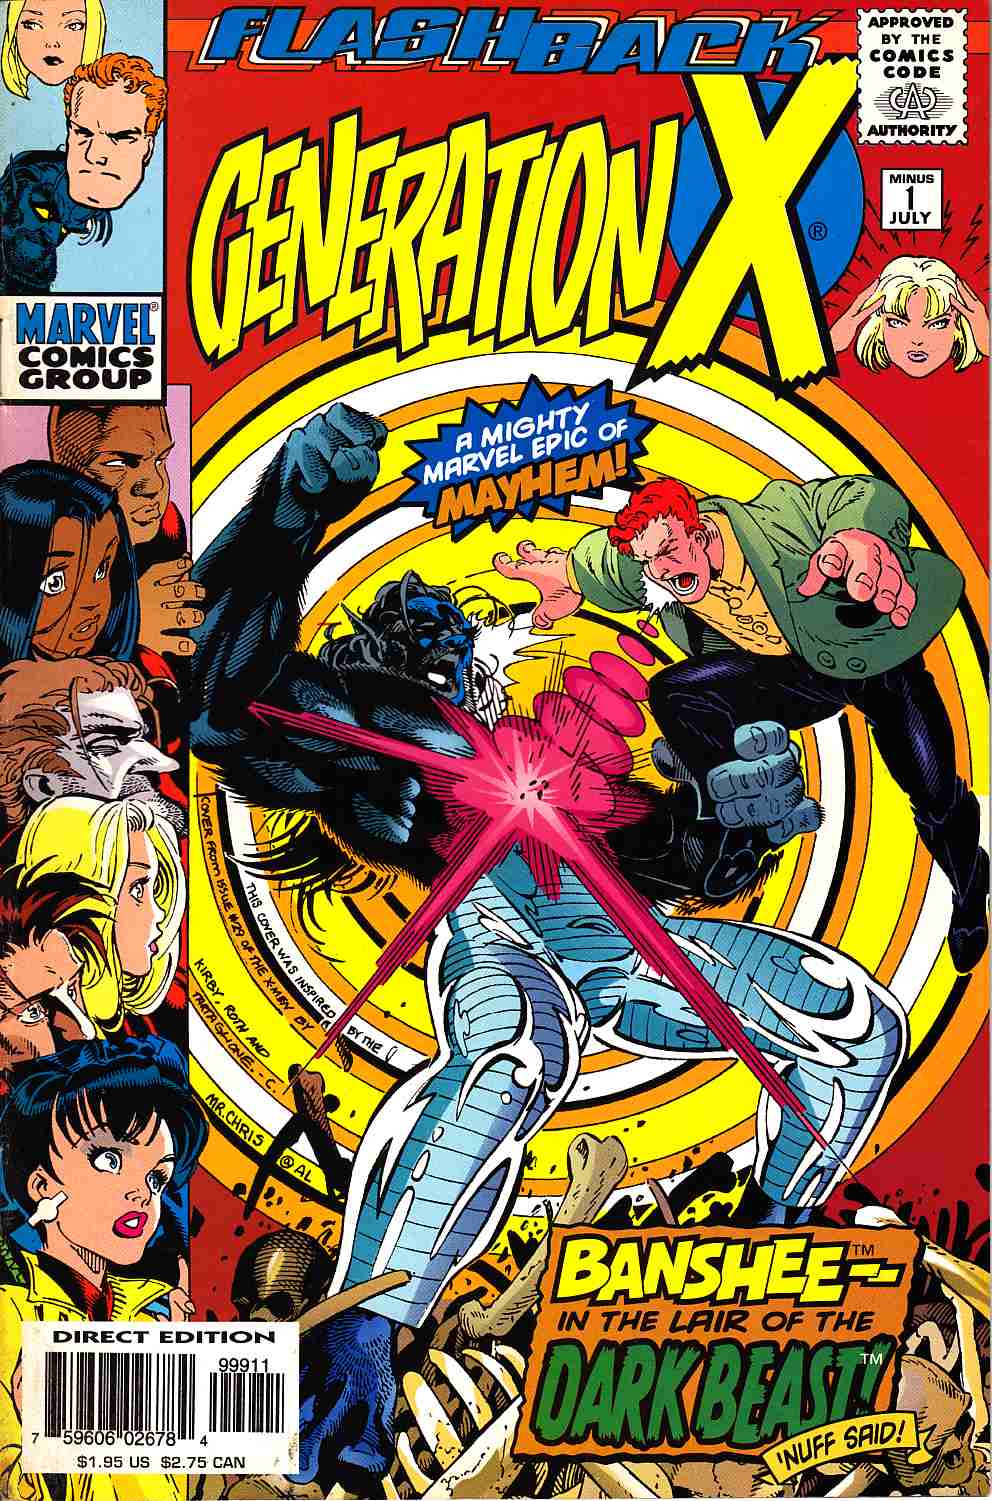 FLASHBACK
APPROVED
BY THE
COMICS
CODE
CA
AUTHORITY
GENERATION X®
MINUS
1
JULY
MARVEL®
COMICS
GROUP
A MIGHTY
MARVEL EPIC OF
MAYHEM!
THIS COVER WAS INSPIRED BY THE
COVER FROM ISSUE #29 OF THE X-MEN BY
KIRBY ROTH AND
TARTAGLIONE. - C.
MR. CHRIS
@ AL
BANSHEE™--
IN THE LAIR OF THE
DARK BEAST!™
'NUFF SAID!
DIRECT EDITION
99911
7 59606 02678 4
$1.95 US $2.75 CAN